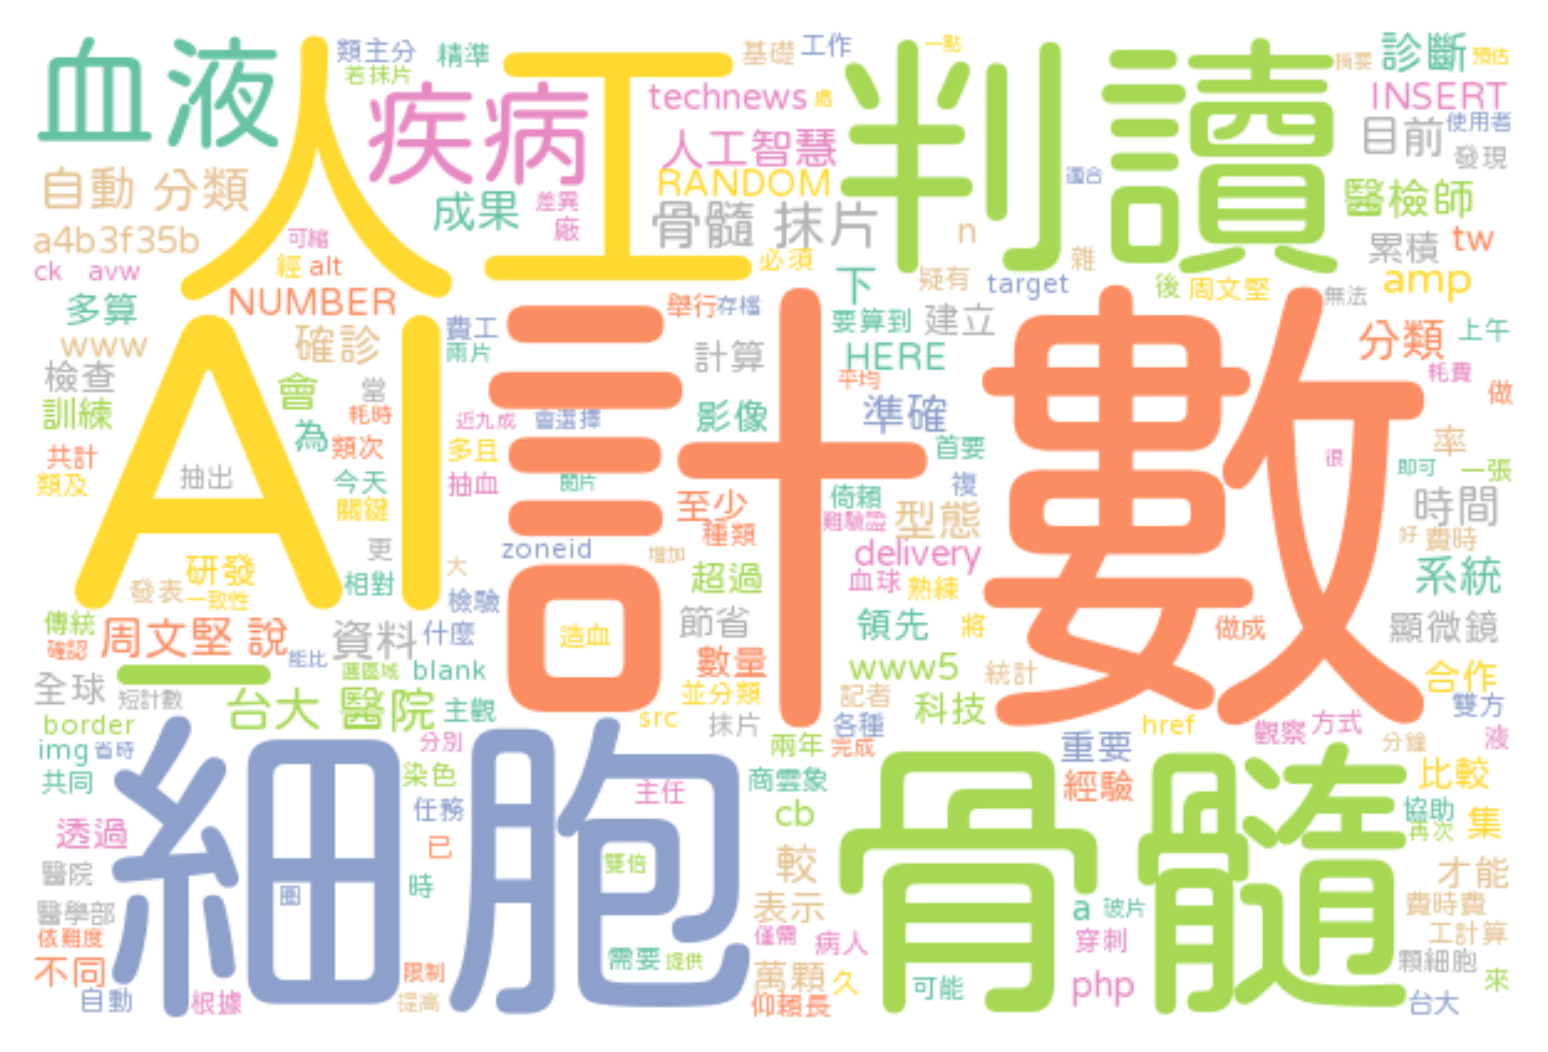 血液 人工 判讀
類主分 精準 基礎 工作 一點 診斷 預估
若抹片 疾病 technews 處 摘要 INSERT
人工智慧 目前 使用者
發現
自動 分類 成果 差異 RANDOM 適合 醫檢師
廠 骨髓 抹片 n
a4b3f35b 可縮 累積 tw
ck avw 經 alt 必須 下 疑有 target 雜 後 周文堅 無法 amp
多算 NUMBER 舉行 存檔 要算到 建立
AI 計數
www 確診 費工 計算 HERE 分類 上午
檢查 兩片 平均 耗費
訓練 會 當 近九成 會選擇 影像 準確 做
為 耗時
共計 類次 多且 首要 很 率
類及 抽出 今天 抽血 閱片 倚賴 複 即可 一張
關鍵 至少 種類 難驗證 型態 時間
更 zoneid 增加 delivery 好 費時
研發 大 超過 血球 熟練 系統
發表 一致性 相對 檢驗
傳統 周文堅 說 資料 什麼 造血 節省 領先 將 做成 顯微鏡
確認 能比 數量
一 選區域 blank www5 統計 合作
全球 短計數 台大 醫院 主觀 並分類 記者 科技 雙方
border src 抹片 各種 href 觀察 方式
img 省時 分別 兩年 完成 重要 分鐘 液
細胞 骨髓
共同 染色 主任 商雲象 經驗 比較
任務 cb 協助
透過 已 再次 集
醫院 雙倍 較 才能
時
醫學部 圈 表示 a 玻片 費時費
依難度 僅需 病人 穿刺 工計算
不同 限制 需要 提供 萬顆 久 可能 php 顆細胞 來
自動 根據 提高 仰賴長 台大